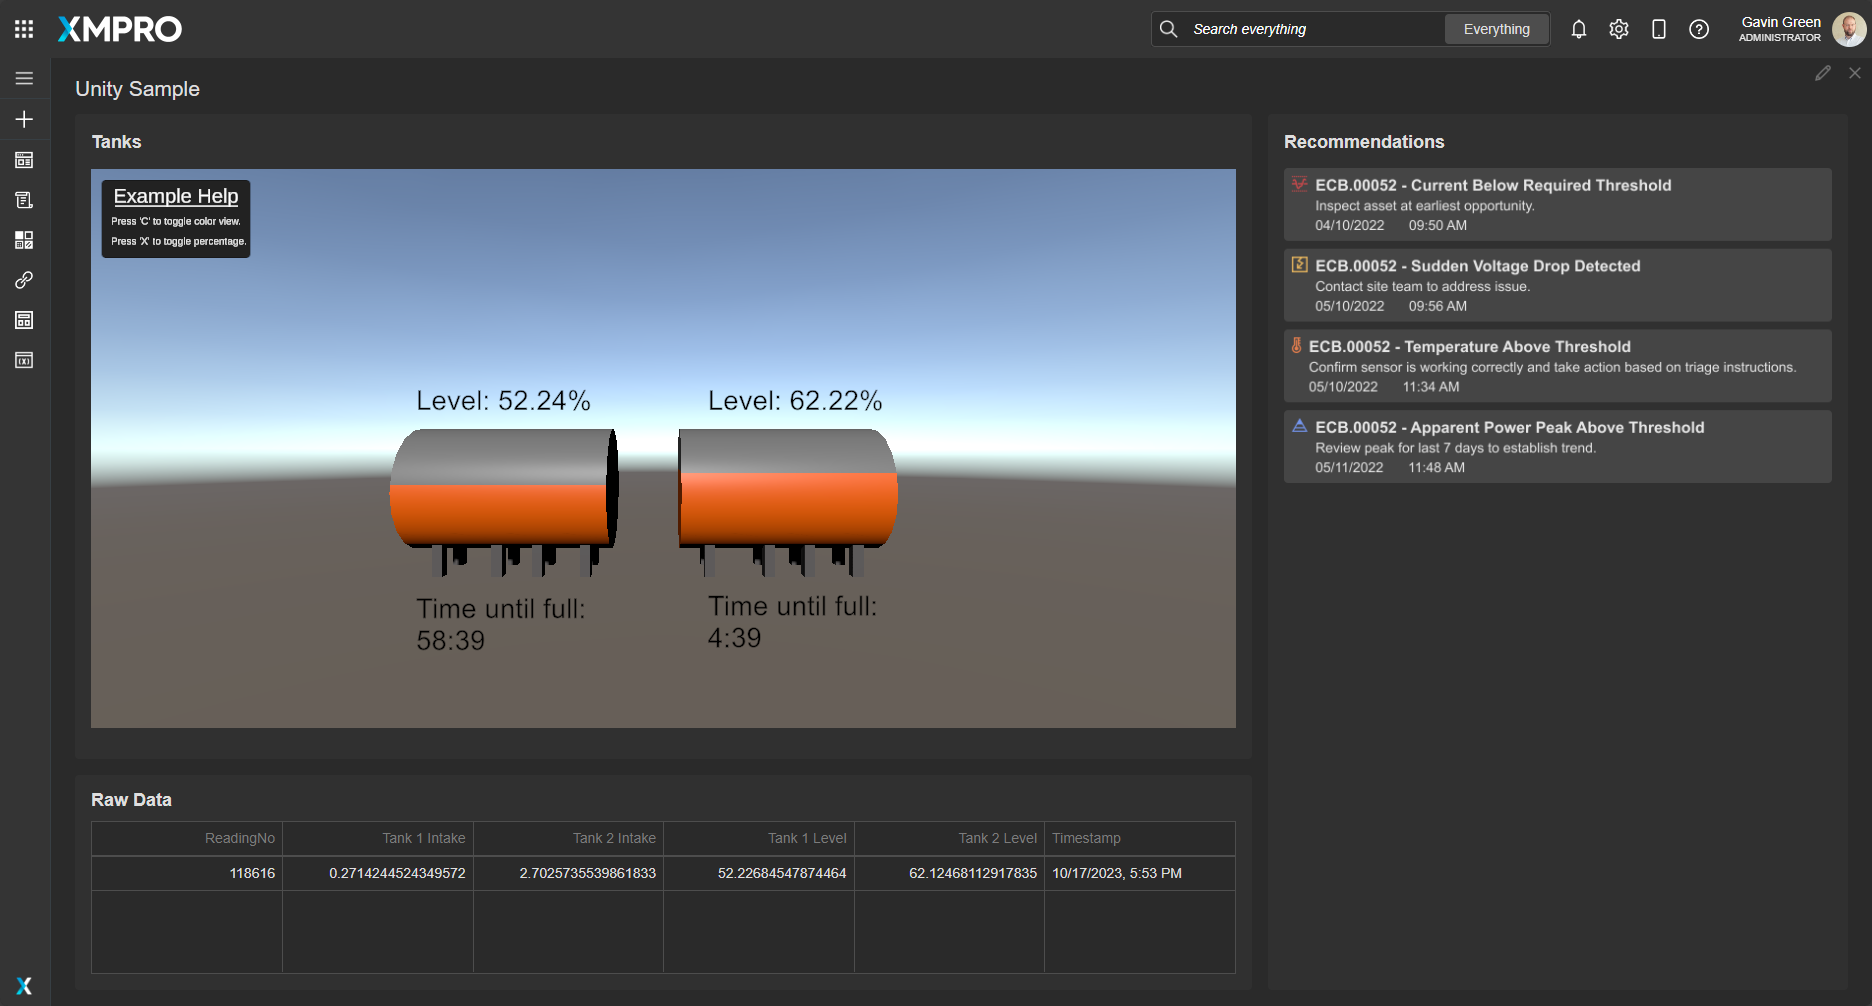 XMPRO
Search everything
Everything
Gavin Green
ADMINISTRATOR
Unity Sample
Tanks
Example Help
Press 'C' to toggle color view.
Press 'X' to toggle percentage.
Level: 52.24%
Level: 62.22%
Time until full:
58:39
Time until full:
4:39
Recommendations
ECB.00052 - Current Below Required Threshold
Inspect asset at earliest opportunity.
04/10/2022 09:50 AM
ECB.00052 - Sudden Voltage Drop Detected
Contact site team to address issue.
05/10/2022 09:56 AM
ECB.00052 - Temperature Above Threshold
Confirm sensor is working correctly and take action based on triage instructions.
05/10/2022 11:34 AM
ECB.00052 - Apparent Power Peak Above Threshold
Review peak for last 7 days to establish trend.
05/11/2022 11:48 AM
Raw Data
ReadingNo Tank 1 Intake Tank 2 Intake Tank 1 Level Tank 2 Level Timestamp
118616 0.2714244524349572 2.7025735539861833 52.22684547874464 62.12468112917835 10/17/2023, 5:53 PM
X